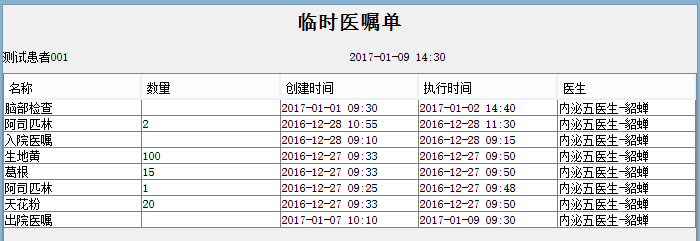 临时医嘱单
测试患者001 2017-01-09 14:30
名称 数量 创建时间 执行时间 医生
脑部检查 2017-01-01 09:30 2017-01-02 14:40 内泌五医生-貂蝉
阿司匹林 2 2016-12-28 10:55 2016-12-28 11:30 内泌五医生-貂蝉
入院医嘱 2016-12-28 09:10 2016-12-28 09:15 内泌五医生-貂蝉
生地黄 100 2016-12-27 09:33 2016-12-27 09:50 内泌五医生-貂蝉
葛根 15 2016-12-27 09:33 2016-12-27 09:50 内泌五医生-貂蝉
阿司匹林 1 2016-12-27 09:25 2016-12-27 09:48 内泌五医生-貂蝉
天花粉 20 2016-12-27 09:33 2016-12-27 09:50 内泌五医生-貂蝉
出院医嘱 2017-01-07 10:10 2017-01-09 09:30 内泌五医生-貂蝉